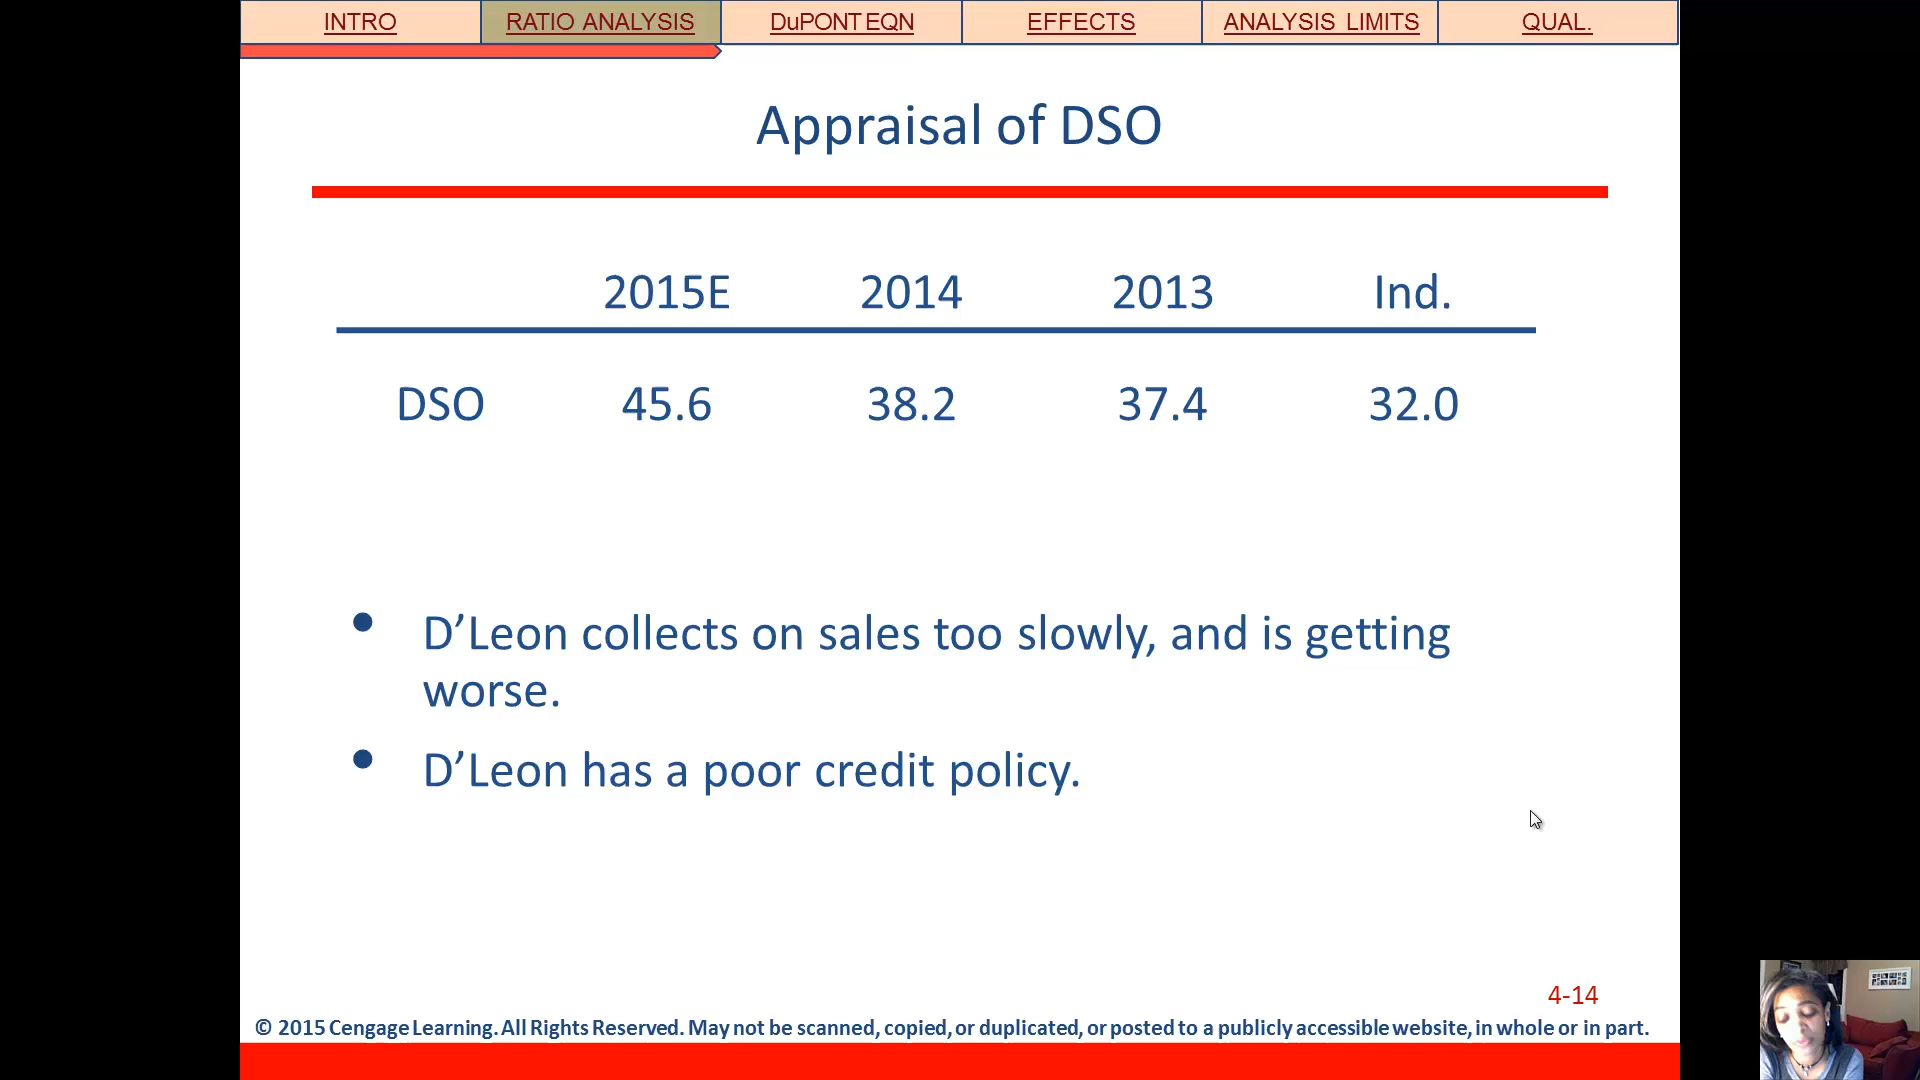 INTRO RATIO ANALYSIS DuPONT EQN EFFECTS ANALYSIS LIMITS QUAL.
Appraisal of DSO
2015E 2014 2013 Ind.
DSO 45.6 38.2 37.4 32.0
• D’Leon collects on sales too slowly, and is getting
worse.
• D’Leon has a poor credit policy.
4-14
© 2015 Cengage Learning. All Rights Reserved. May not be scanned, copied, or duplicated, or posted to a publicly accessible website, in whole or in part.